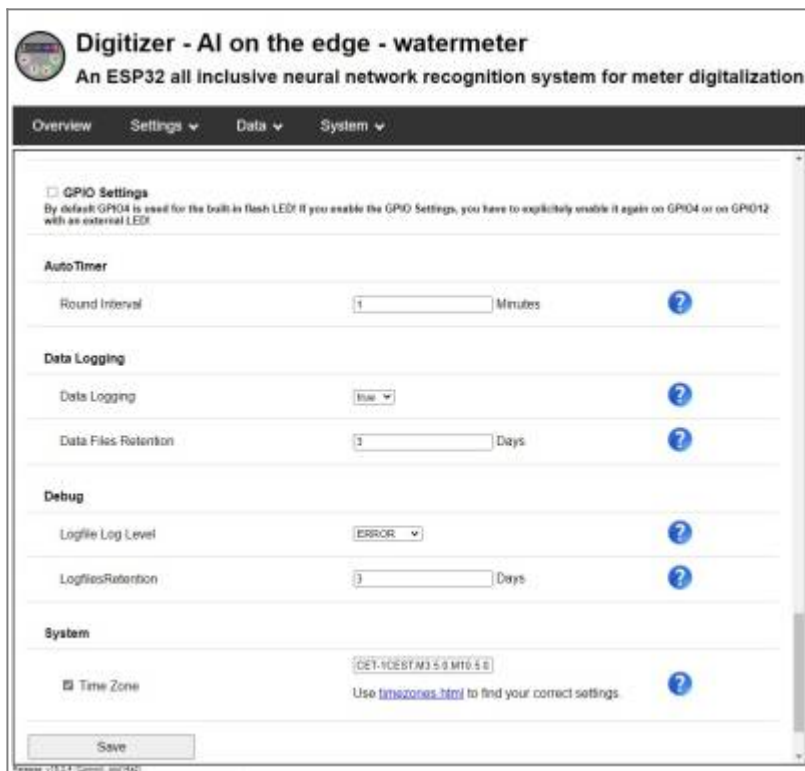 Digitizer - AI on the edge - watermeter
An ESP32 all inclusive neural network recognition system for meter digitalization
Overview Settings Data System
GPIO Settings
By default GPIO4 is used for the built-in flash LED! If you enable the GPIO Settings, you have to explicitely enable it again on GPIO4 or on GPIO12
with an external LED!
AutoTimer
Round Interval 1 Minutes ?
Data Logging
Data Logging true ?
Data Files Retention 3 Days ?
Debug
Logfile Log Level ERROR ?
LogfilesRetention 3 Days ?
System
CET-1CEST,M3.5.0,M10.5.0
Time Zone ?
Use timezones.html to find your correct settings
Save